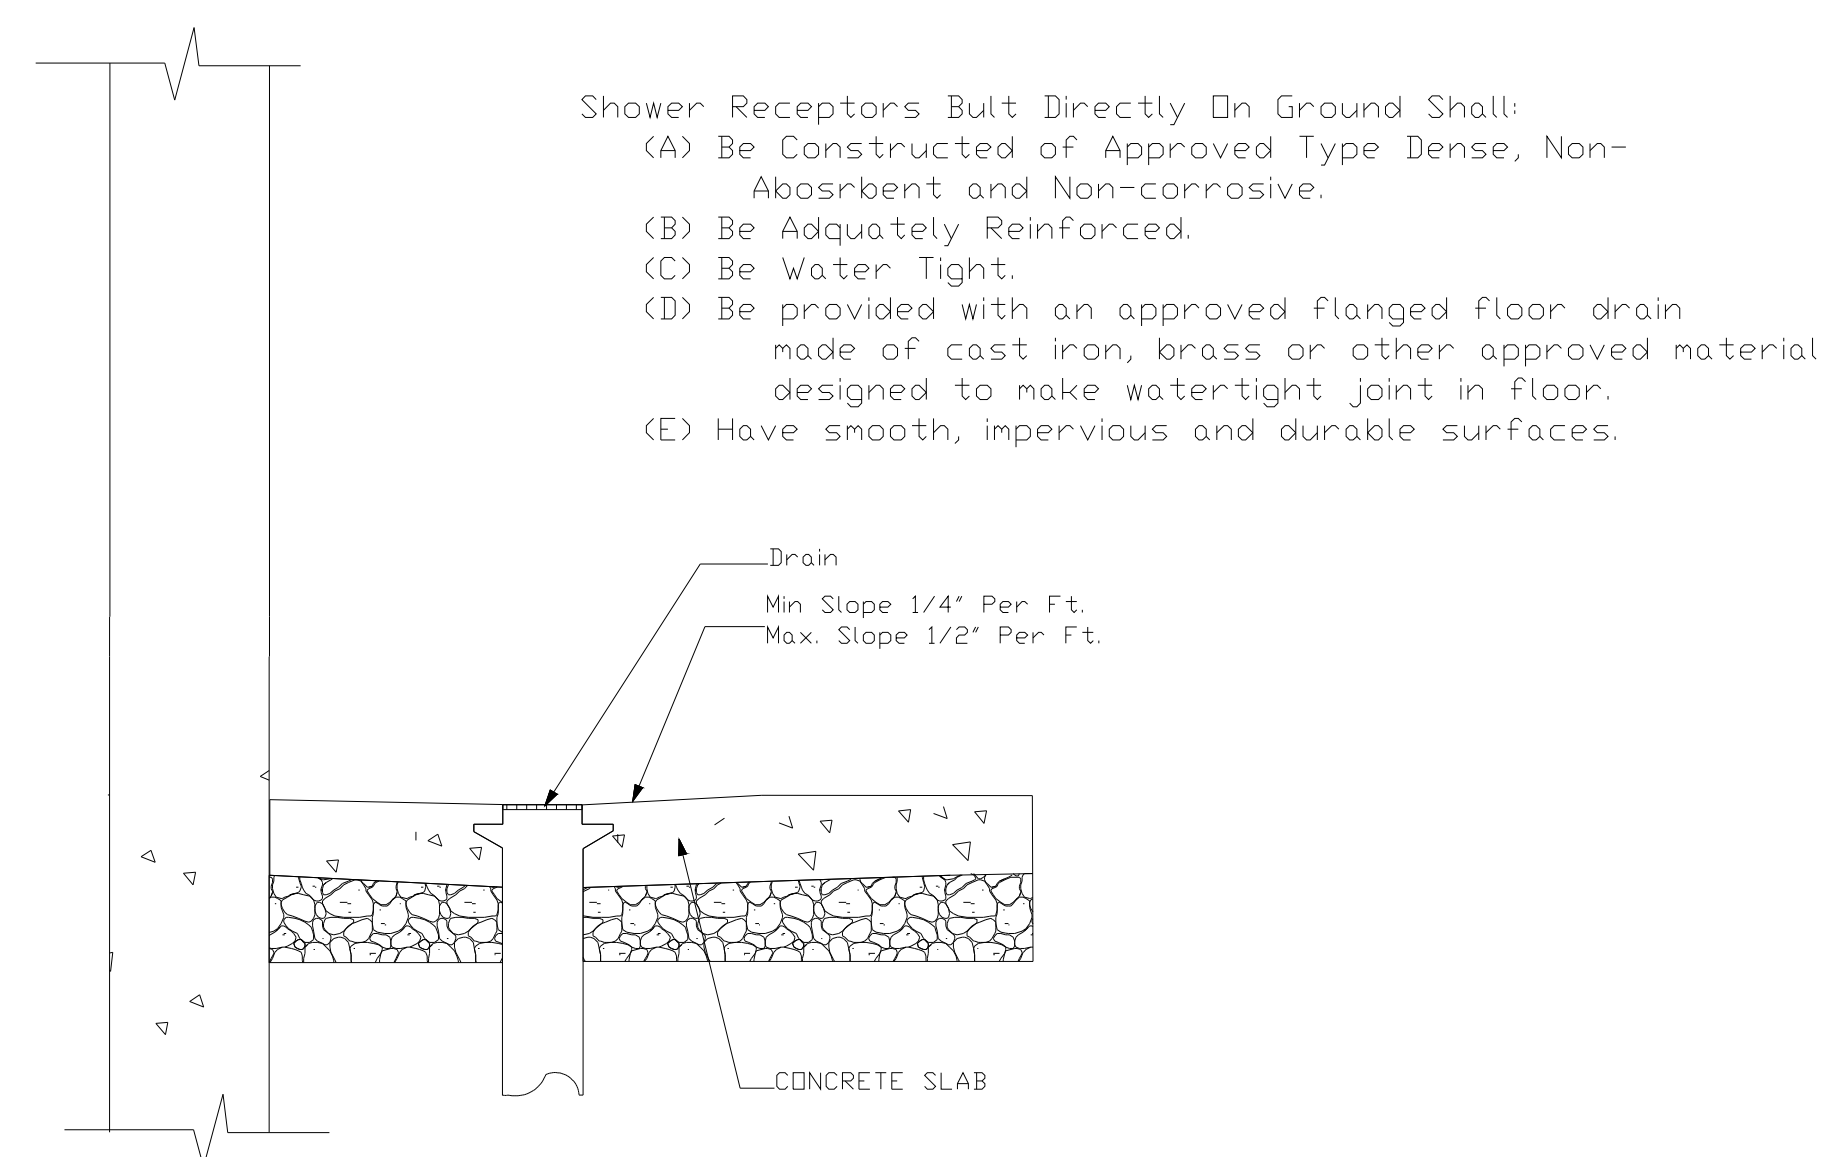 Shower Receptors Bult Directly On Ground Shall:
(A) Be Constructed of Approved Type Dense, Non-
Abosrbent and Non-corrosive.
(B) Be Adquately Reinforced.
(C) Be Water Tight.
(D) Be provided with an approved flanged floor drain
made of cast iron, brass or other approved material
designed to make watertight joint in floor.
(E) Have smooth, impervious and durable surfaces.
Drain
Min Slope 1/4" Per Ft.
Max. Slope 1/2" Per Ft.
CONCRETE SLAB